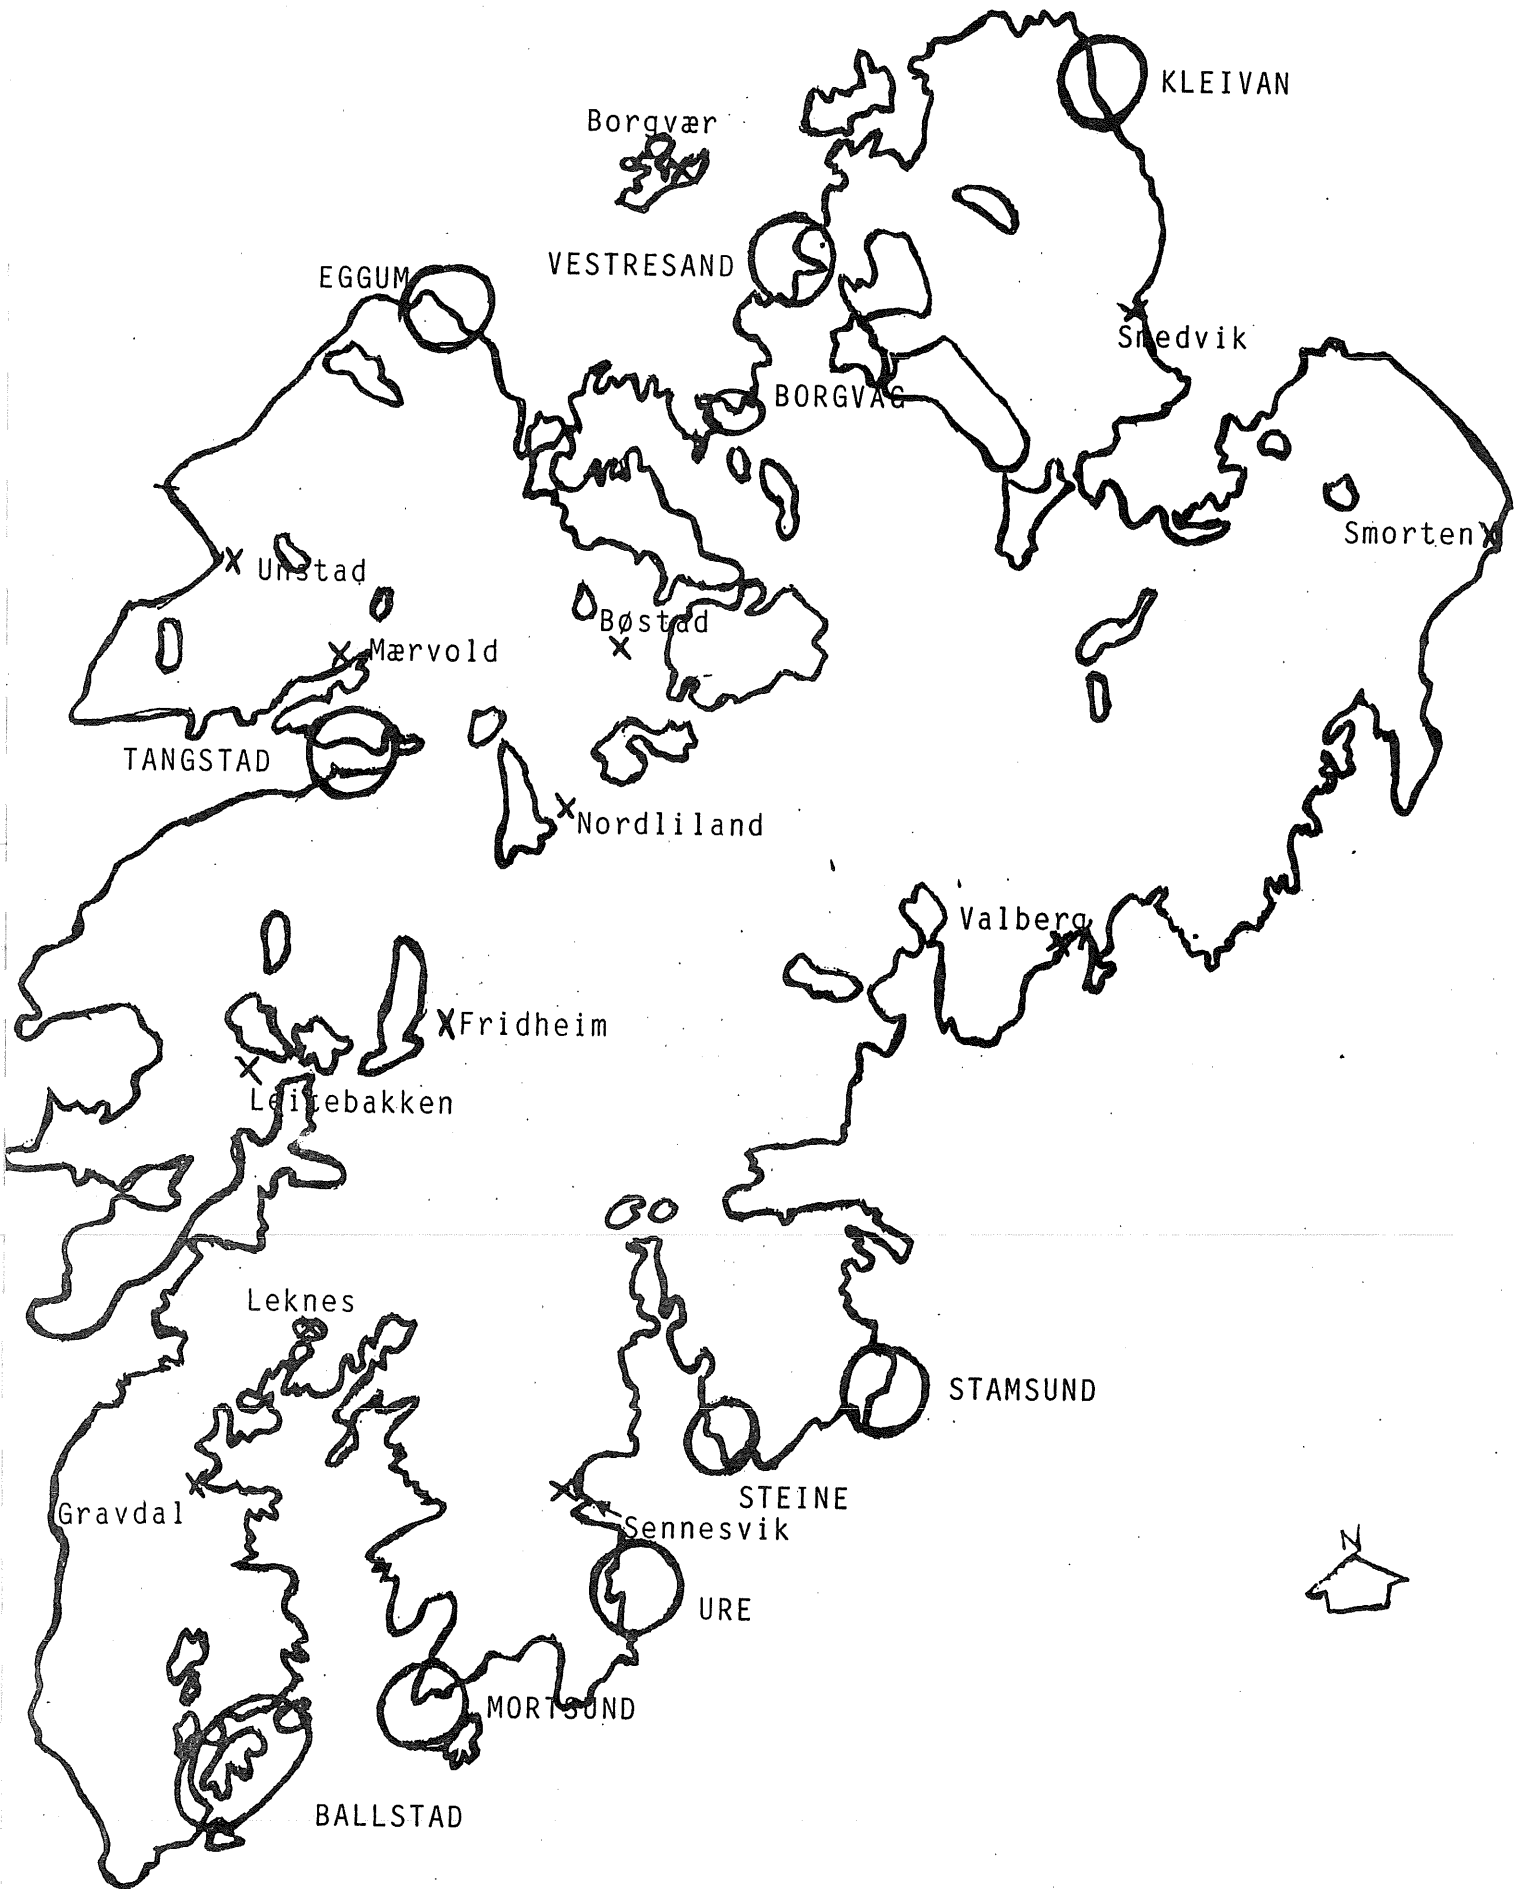 KLEIVAN
Borgvær
VESTRESAND
EGGUM
Smedvik
BORGVÅG
Smorten
Unstad
Bøstad
Mærvold
TANGSTAD
Nordliland
Valberg
Fridheim
Leitebakken
Leknes
STAMSUND
STEINE
Gravdal
Sennesvik
N
URE
MORTSUND
BALLSTAD